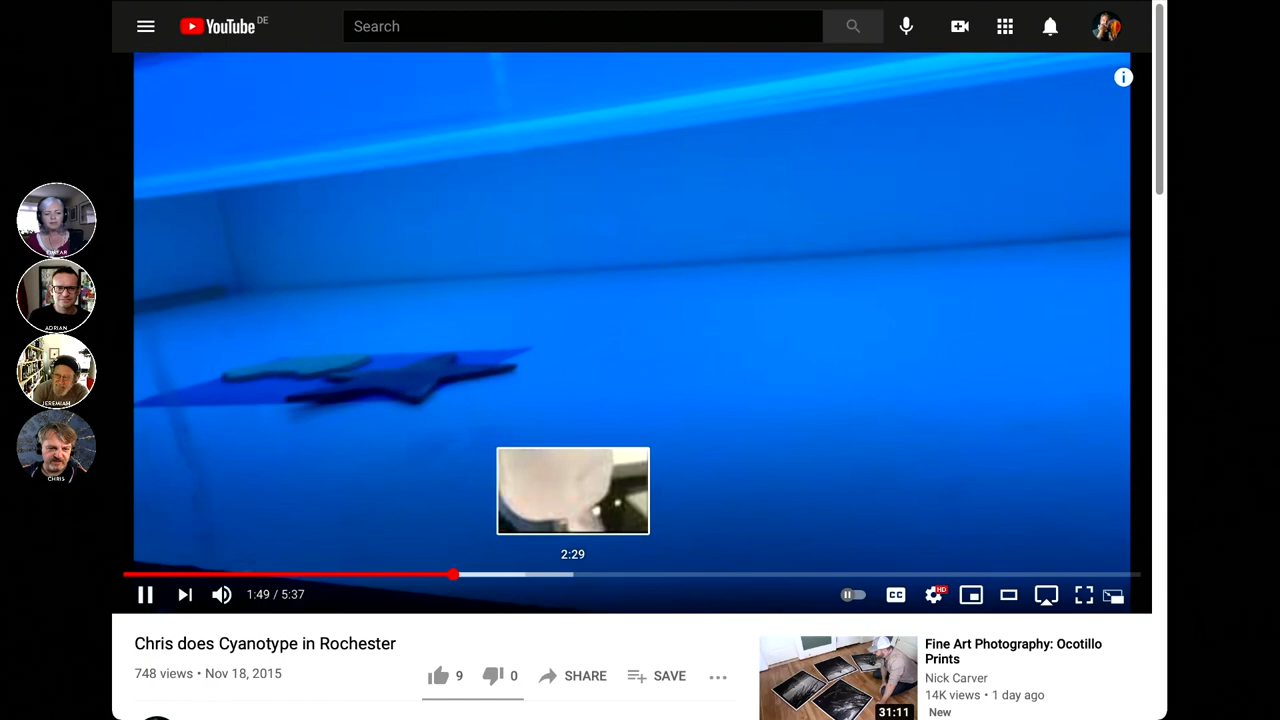 YouTube DE
Search
ADRIAN
JEREMIAH
CHRIS
2:29
1:49 / 5:37
CC
HD
Chris does Cyanotype in Rochester
748 views • Nov 18, 2015
9
0
SHARE
SAVE
31:11
Fine Art Photography: Ocotillo
Prints
Nick Carver
14K views • 1 day ago
New